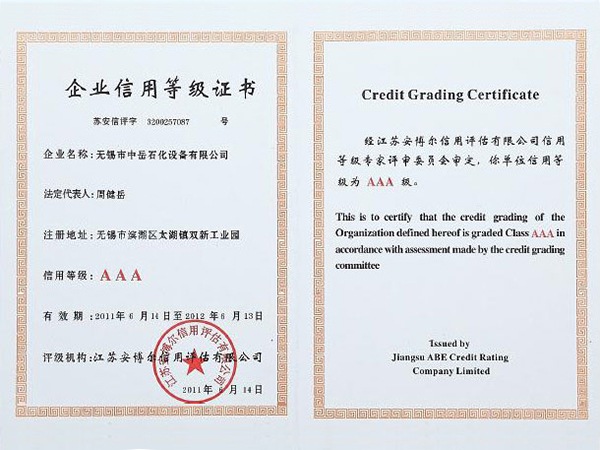 企业信用等级证书
苏安信评字 3200257087 号
企业名称：无锡市中岳石化设备有限公司
法定代表人：周健岳
注册地址：无锡市滨湖区太湖镇双新工业园
信用等级：AAA
有效期：2011年6月14日至2012年6月13日
评级机构：江苏安博尔信用评估有限公司
江苏安博尔信用评估有限公司
2011年6月14日
Credit Grading Certificate
经江苏安博尔信用评估有限公司信用
等级专家评审委员会审定，你单位信用等
级为 AAA 级。
This is to certify that the credit grading of the
Organization defined hereof is graded Class AAA in
accordance with assessment made by the credit grading
committee
Issued by
Jiangsu ABE Credit Rating
Company Limited